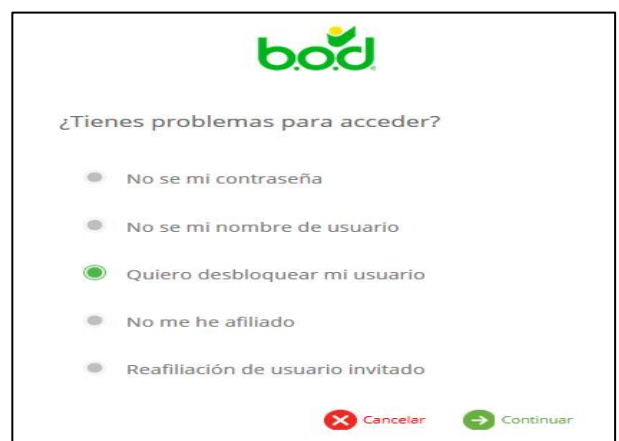 b.o.d
¿Tienes problemas para acceder?
No se mi contraseña
No se mi nombre de usuario
Quiero desbloquear mi usuario
No me he afiliado
Reafiliación de usuario invitado
Cancelar
Continuar